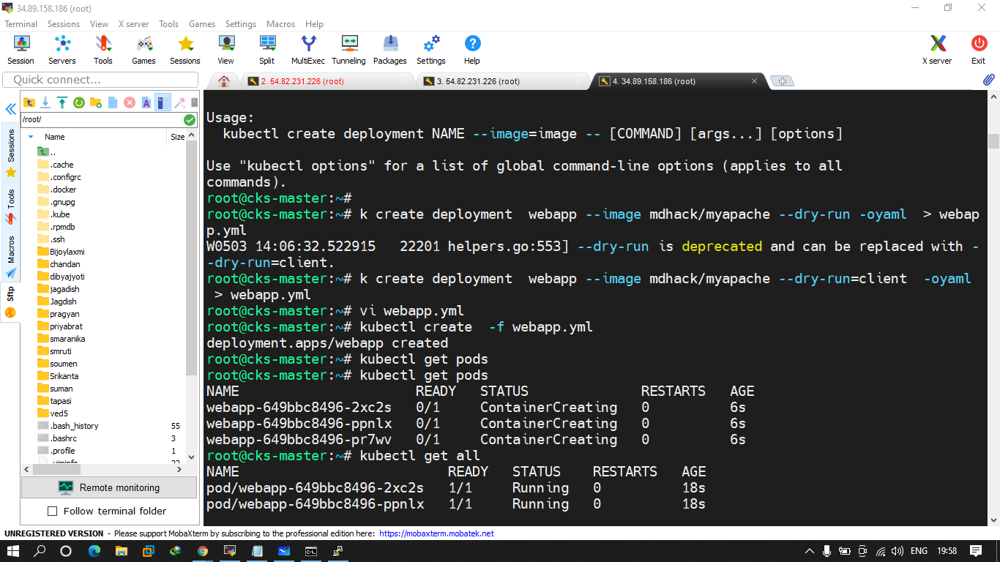 34.89.158.186 (root)
Terminal Sessions View X server Tools Games Settings Macros Help
Session Servers Tools Games Sessions View Split MultiExec Tunneling Packages Settings Help X server Exit
Quick connect...
2. 54.82.231.226 (root)
3. 54.82.231.226 (root)
4. 34.89.158.186 (root)
Sessions
Tools
Macros
Sftp
/root/
Name Size
..
.cache
.configrc
.docker
.gnupg
.kube
.rpmdb
.ssh
Bijoylaxmi
chandan
dibyajyoti
jagadish
Jagdish
pragyan
priyabrat
smaranika
smruti
soumen
Srikanta
suman
tapasi
ved5
.bash_history 55
.bashrc 3
.profile 1
Remote monitoring
Follow terminal folder
Usage:
  kubectl create deployment NAME --image=image -- [COMMAND] [args...] [options]
Use "kubectl options" for a list of global command-line options (applies to all
commands).
root@cks-master:~#
root@cks-master:~# k create deployment  webapp --image mdhack/myapache --dry-run -oyaml  > webap
p.yml
W0503 14:06:32.522915   22201 helpers.go:553] --dry-run is deprecated and can be replaced with -
-dry-run=client.
root@cks-master:~# k create deployment  webapp --image mdhack/myapache --dry-run=client  -oyaml
 > webapp.yml
root@cks-master:~# vi webapp.yml
root@cks-master:~# kubectl create  -f webapp.yml
deployment.apps/webapp created
root@cks-master:~# kubectl get pods
root@cks-master:~# kubectl get pods
NAME                      READY   STATUS              RESTARTS   AGE
webapp-649bbc8496-2xc2s   0/1     ContainerCreating   0          6s
webapp-649bbc8496-ppnlx   0/1     ContainerCreating   0          6s
webapp-649bbc8496-pr7wv   0/1     ContainerCreating   0          6s
root@cks-master:~# kubectl get all
NAME                          READY   STATUS    RESTARTS   AGE
pod/webapp-649bbc8496-2xc2s   1/1     Running   0          18s
pod/webapp-649bbc8496-ppnlx   1/1     Running   0          18s
UNREGISTERED VERSION - Please support MobaXterm by subscribing to the professional edition here: https://mobaxterm.mobatek.net
ENG 19:58